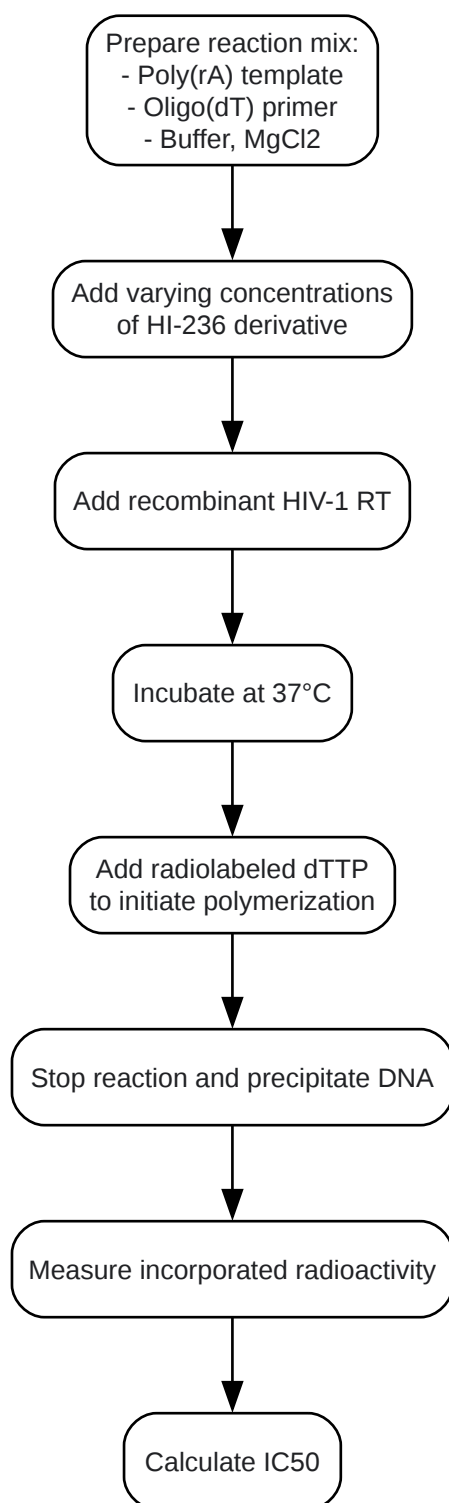 Prepare reaction mix:
- Poly(rA) template
- Oligo(dT) primer
- Buffer, MgCl2
Add varying concentrations
of HI-236 derivative
Add recombinant HIV-1 RT
Incubate at 37°C
Add radiolabeled dTTP
to initiate polymerization
Stop reaction and precipitate DNA
Measure incorporated radioactivity
Calculate IC50